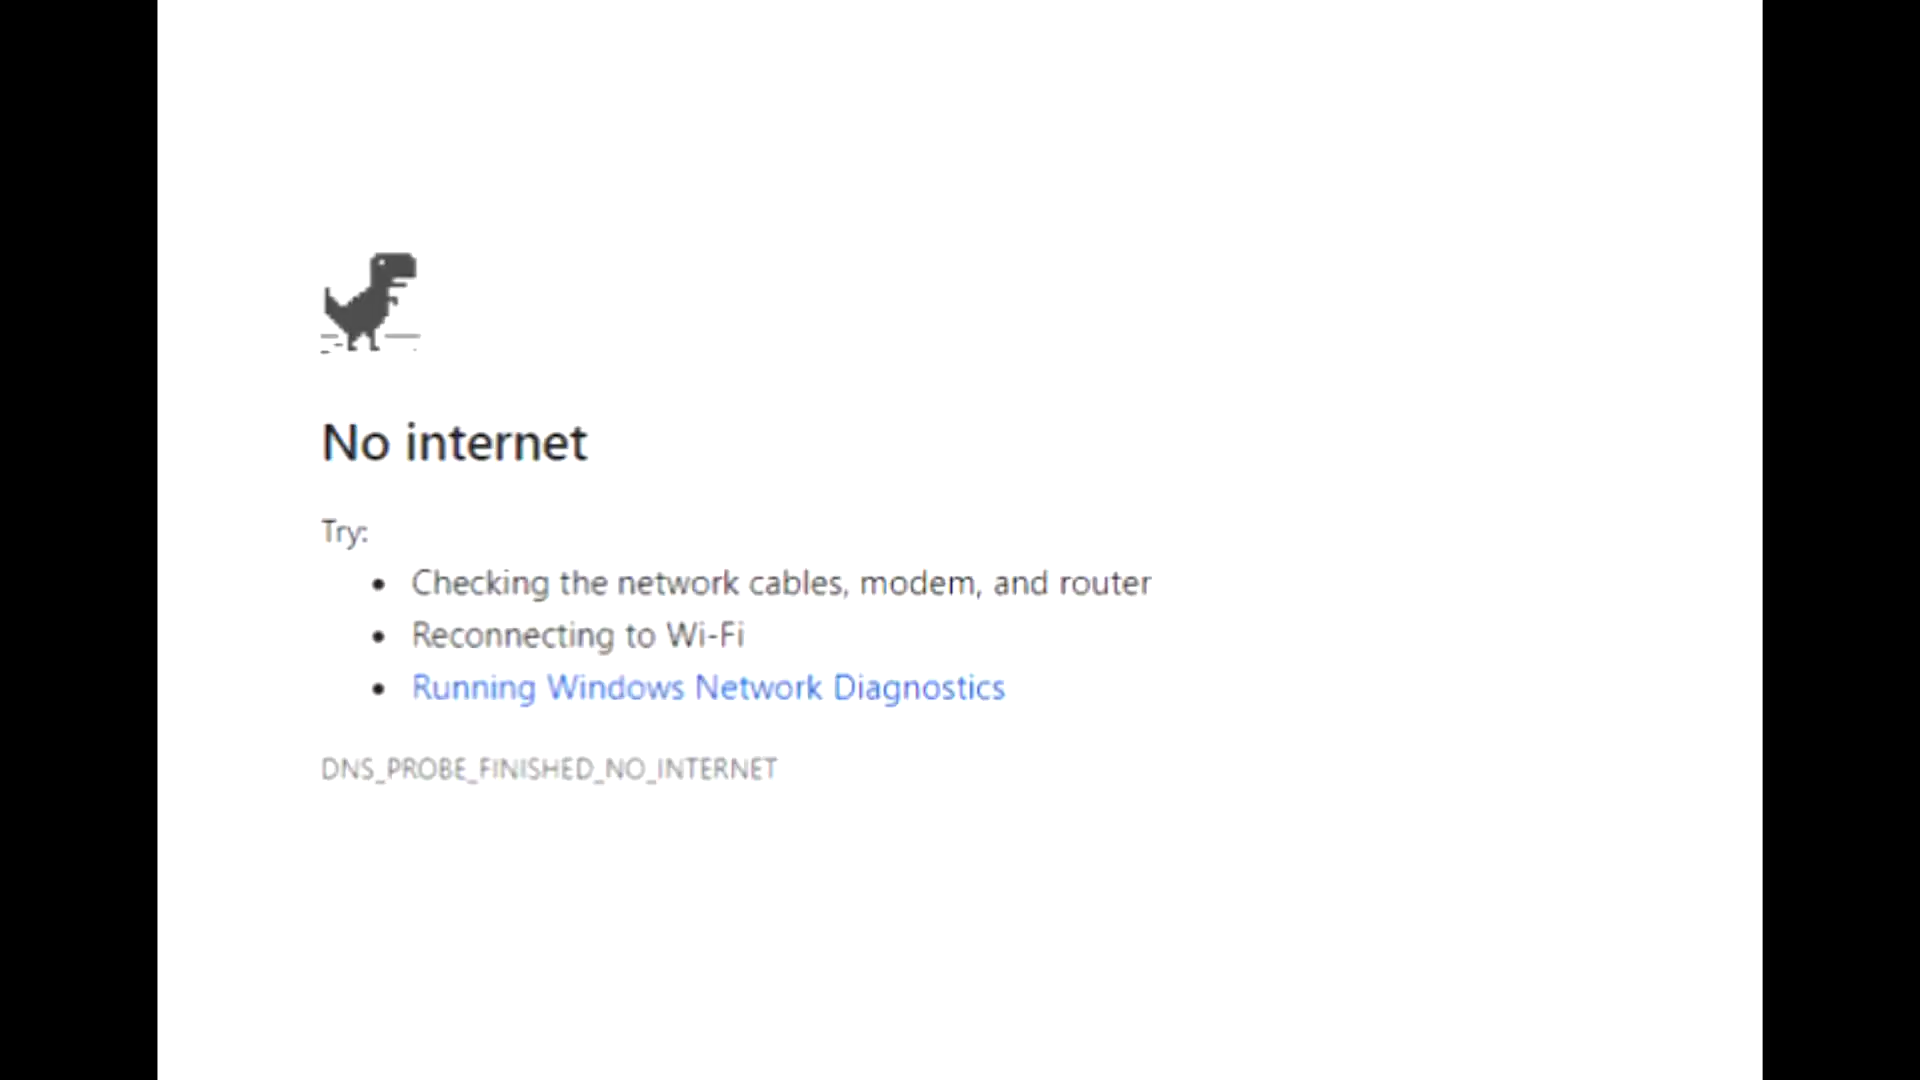 No internet
Try:
Checking the network cables, modem, and router
Reconnecting to Wi-Fi
Running Windows Network Diagnostics
DNS_PROBE_FINISHED_NO_INTERNET